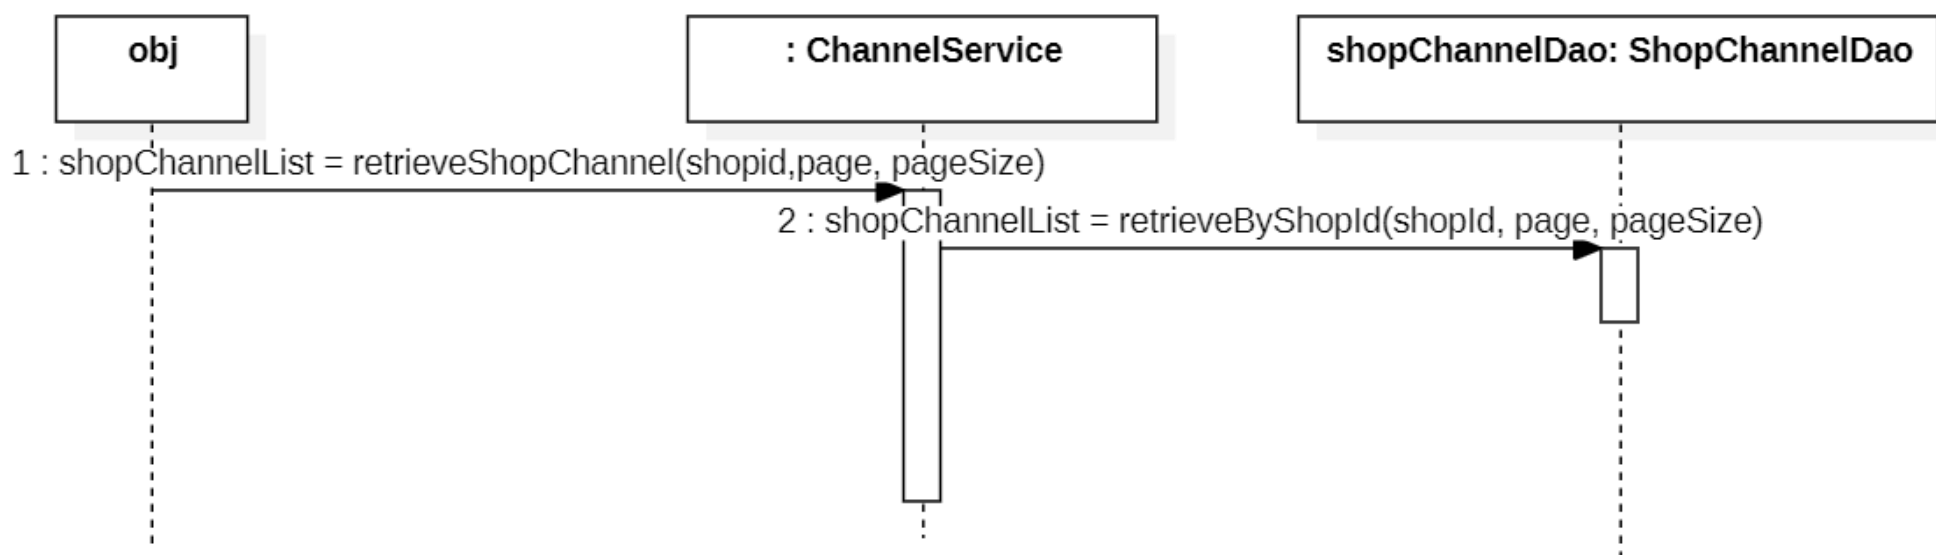 obj
: ChannelService
shopChannelDao: ShopChannelDao
1 : shopChannelList = retrieveShopChannel(shopid,page, pageSize)
2 : shopChannelList = retrieveByShopId(shopId, page, pageSize)